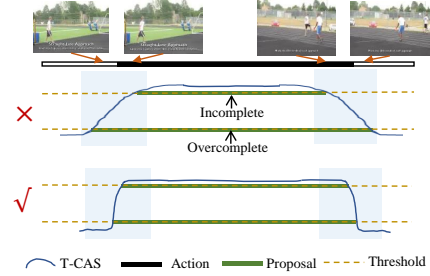 ×
Incomplete
Overcomplete
√
T-CAS
Action
Proposal
Threshold